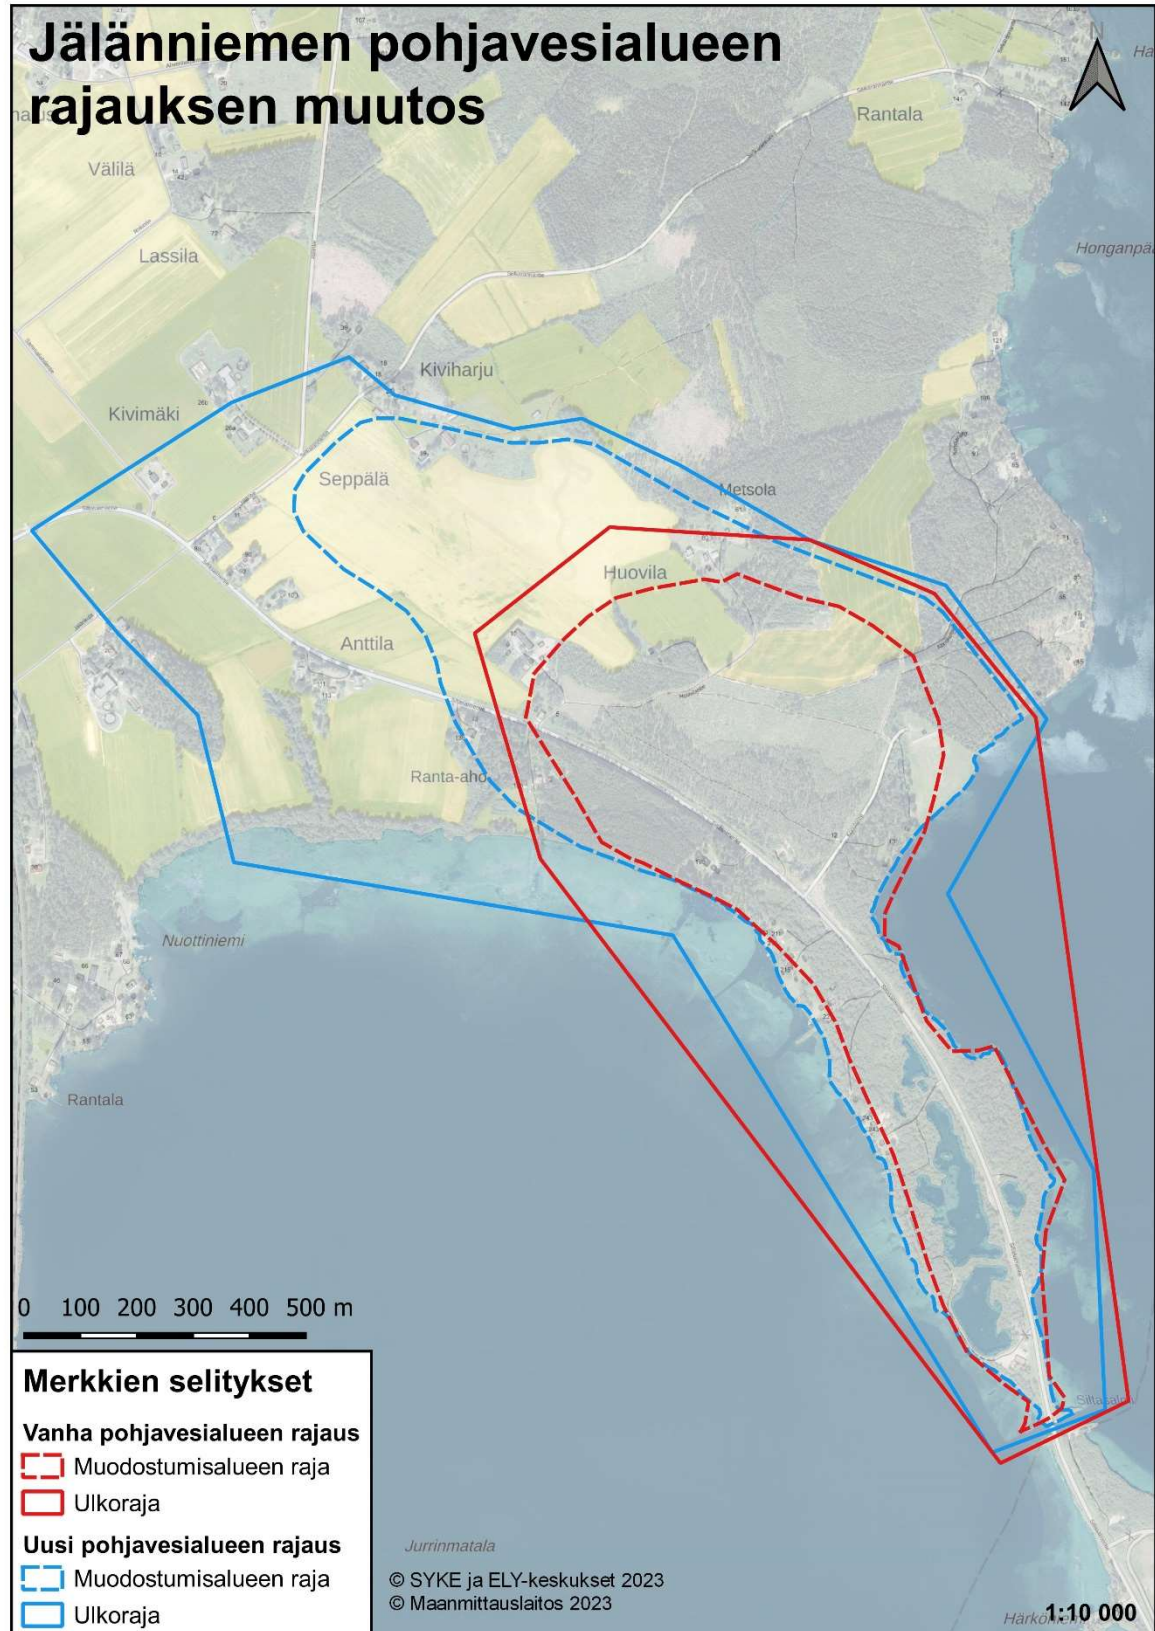 Jälänniemen pohjavesialueen
rajauksen muutos
N
Rantala
Välilä
Lassila
Kiviharju
Kivimäki
Seppälä
Metsola
Huovila
Anttila
Ranta-aho
Nuottiniemi
Rantala
0 100 200 300 400 500 m
Merkkien selitykset
Vanha pohjavesialueen rajaus
Muodostumisalueen raja
Ulkoraja
Uusi pohjavesialueen rajaus
Muodostumisalueen raja
Ulkoraja
Jurrinmatala
© SYKE ja ELY-keskukset 2023
© Maanmittauslaitos 2023
1:10 000